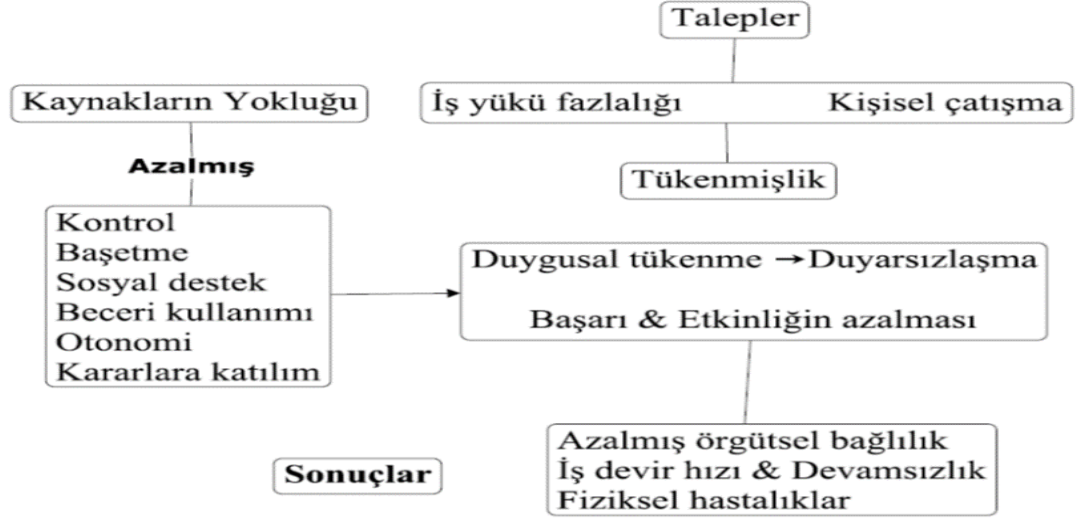 Talepler
Kaynakların Yokluğu
İş yükü fazlalığı Kişisel çatışma
Azalmış
Tükenmişlik
Kontrol
Başetme
Sosyal destek
Beceri kullanımı
Otonomi
Kararlara katılım
Duygusal tükenme →Duyarsızlaşma
Başarı & Etkinliğin azalması
Sonuçlar
Azalmış örgütsel bağlılık
İş devir hızı & Devamsızlık
Fiziksel hastalıklar